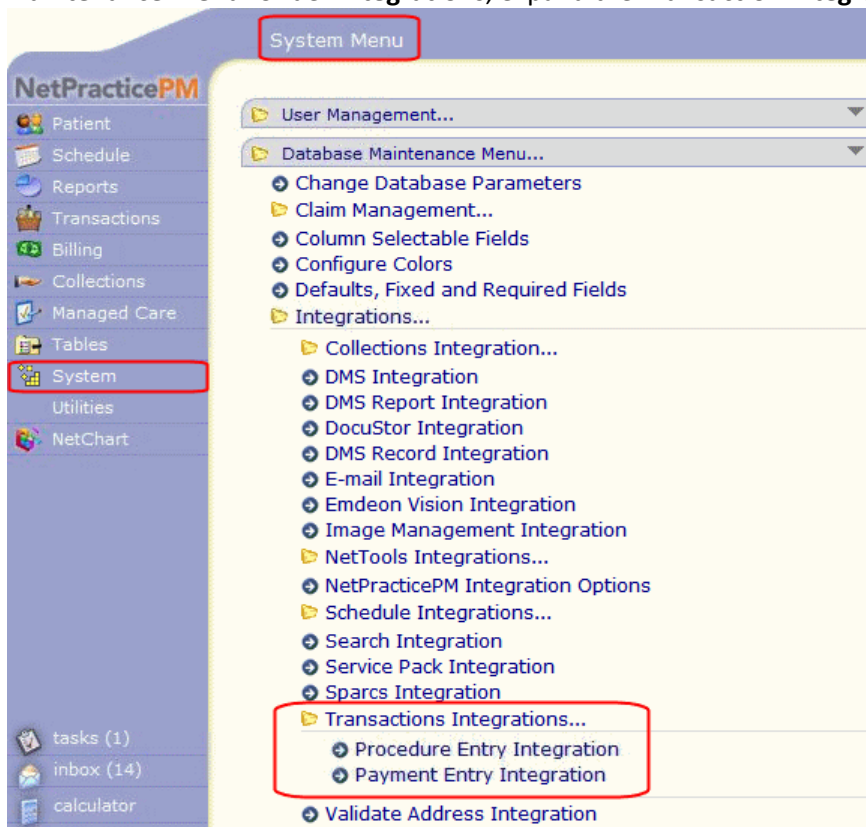 System Menu
NetPracticePM
Patient
Schedule
Reports
Transactions
Billing
Collections
Managed Care
Tables
System
Utilities
NetChart
tasks (1)
inbox (14)
calculator
User Management...
Database Maintenance Menu...
Change Database Parameters
Claim Management...
Column Selectable Fields
Configure Colors
Defaults, Fixed and Required Fields
Integrations...
Collections Integration...
DMS Integration
DMS Report Integration
DocuStor Integration
DMS Record Integration
E-mail Integration
Emdeon Vision Integration
Image Management Integration
NetTools Integrations...
NetPracticePM Integration Options
Schedule Integrations...
Search Integration
Service Pack Integration
Sparcs Integration
Transactions Integrations...
Procedure Entry Integration
Payment Entry Integration
Validate Address Integration